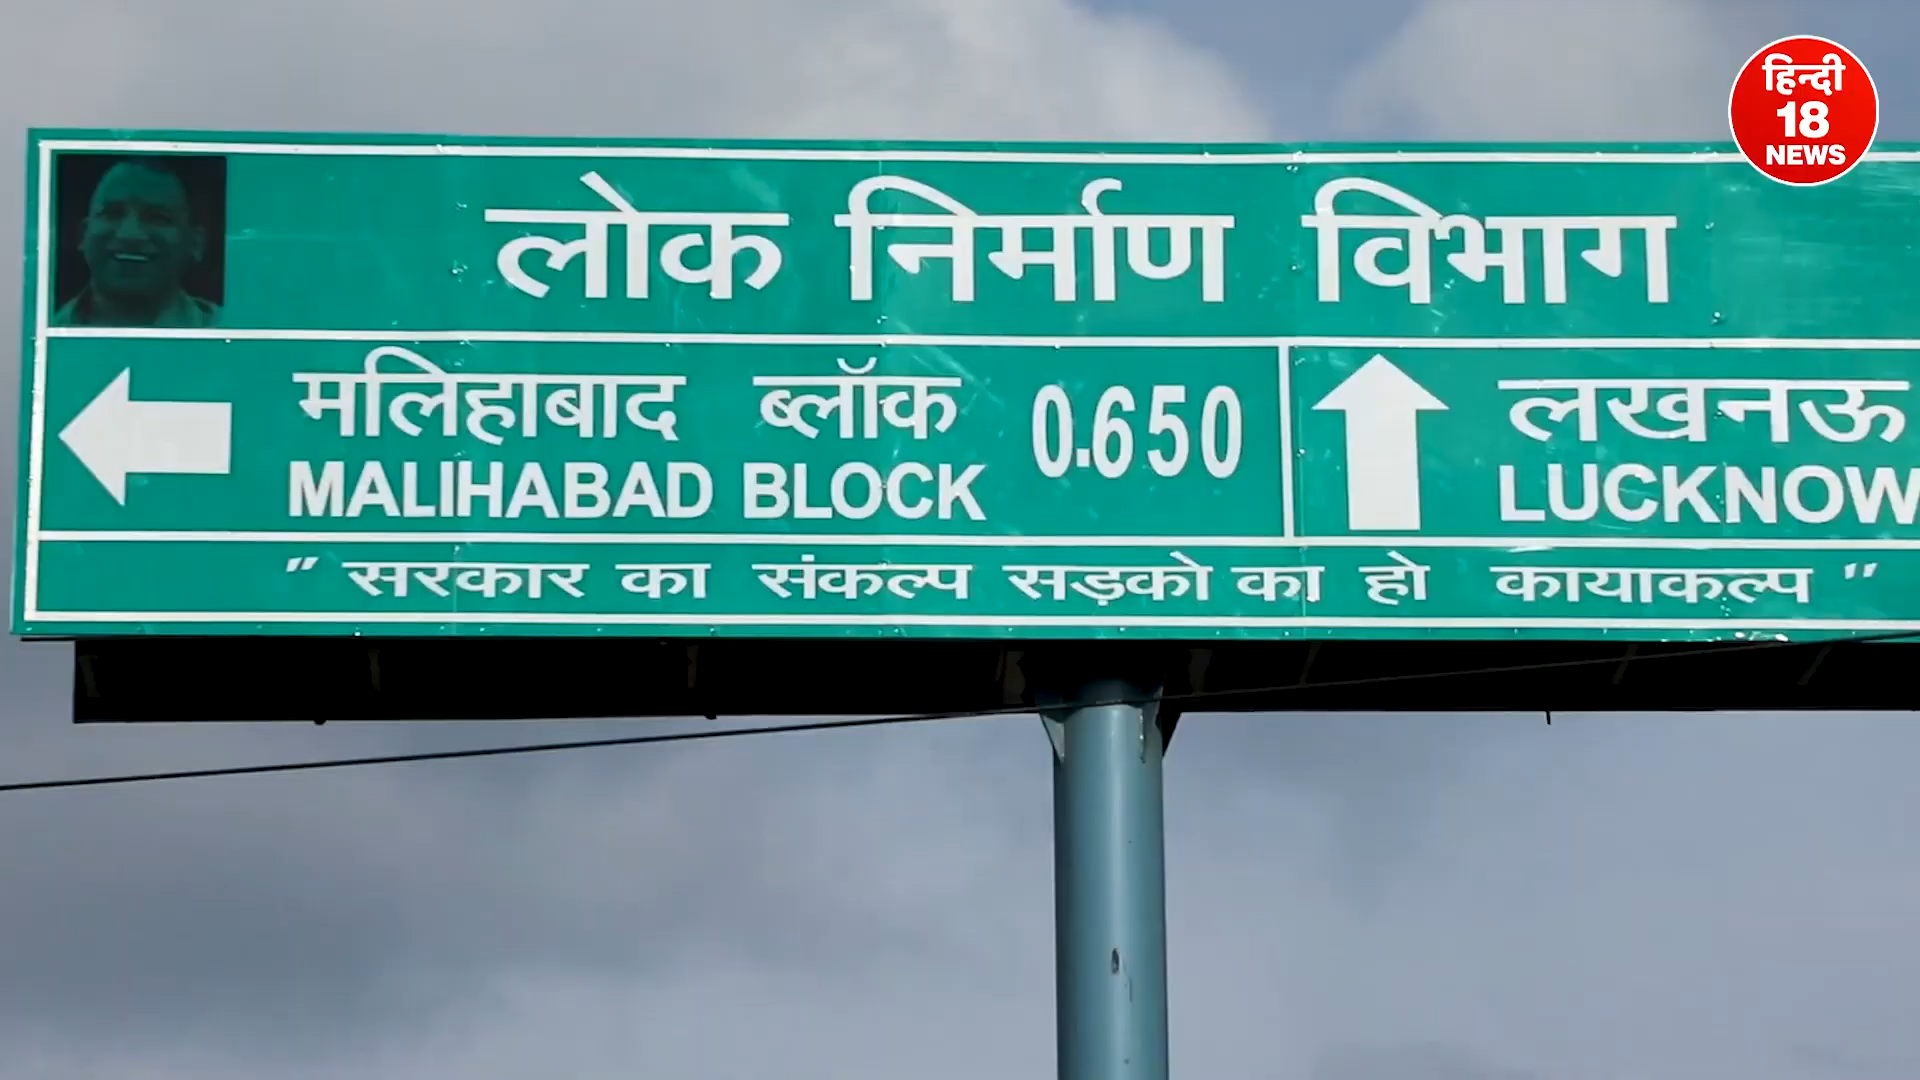 हिन्दी
18
NEWS
लोक निर्माण विभाग
मलिहाबाद ब्लॉक 0.650
MALIHABAD BLOCK
लखनऊ
LUCKNOW
" सरकार का संकल्प सड़को का हो कायाकल्प "